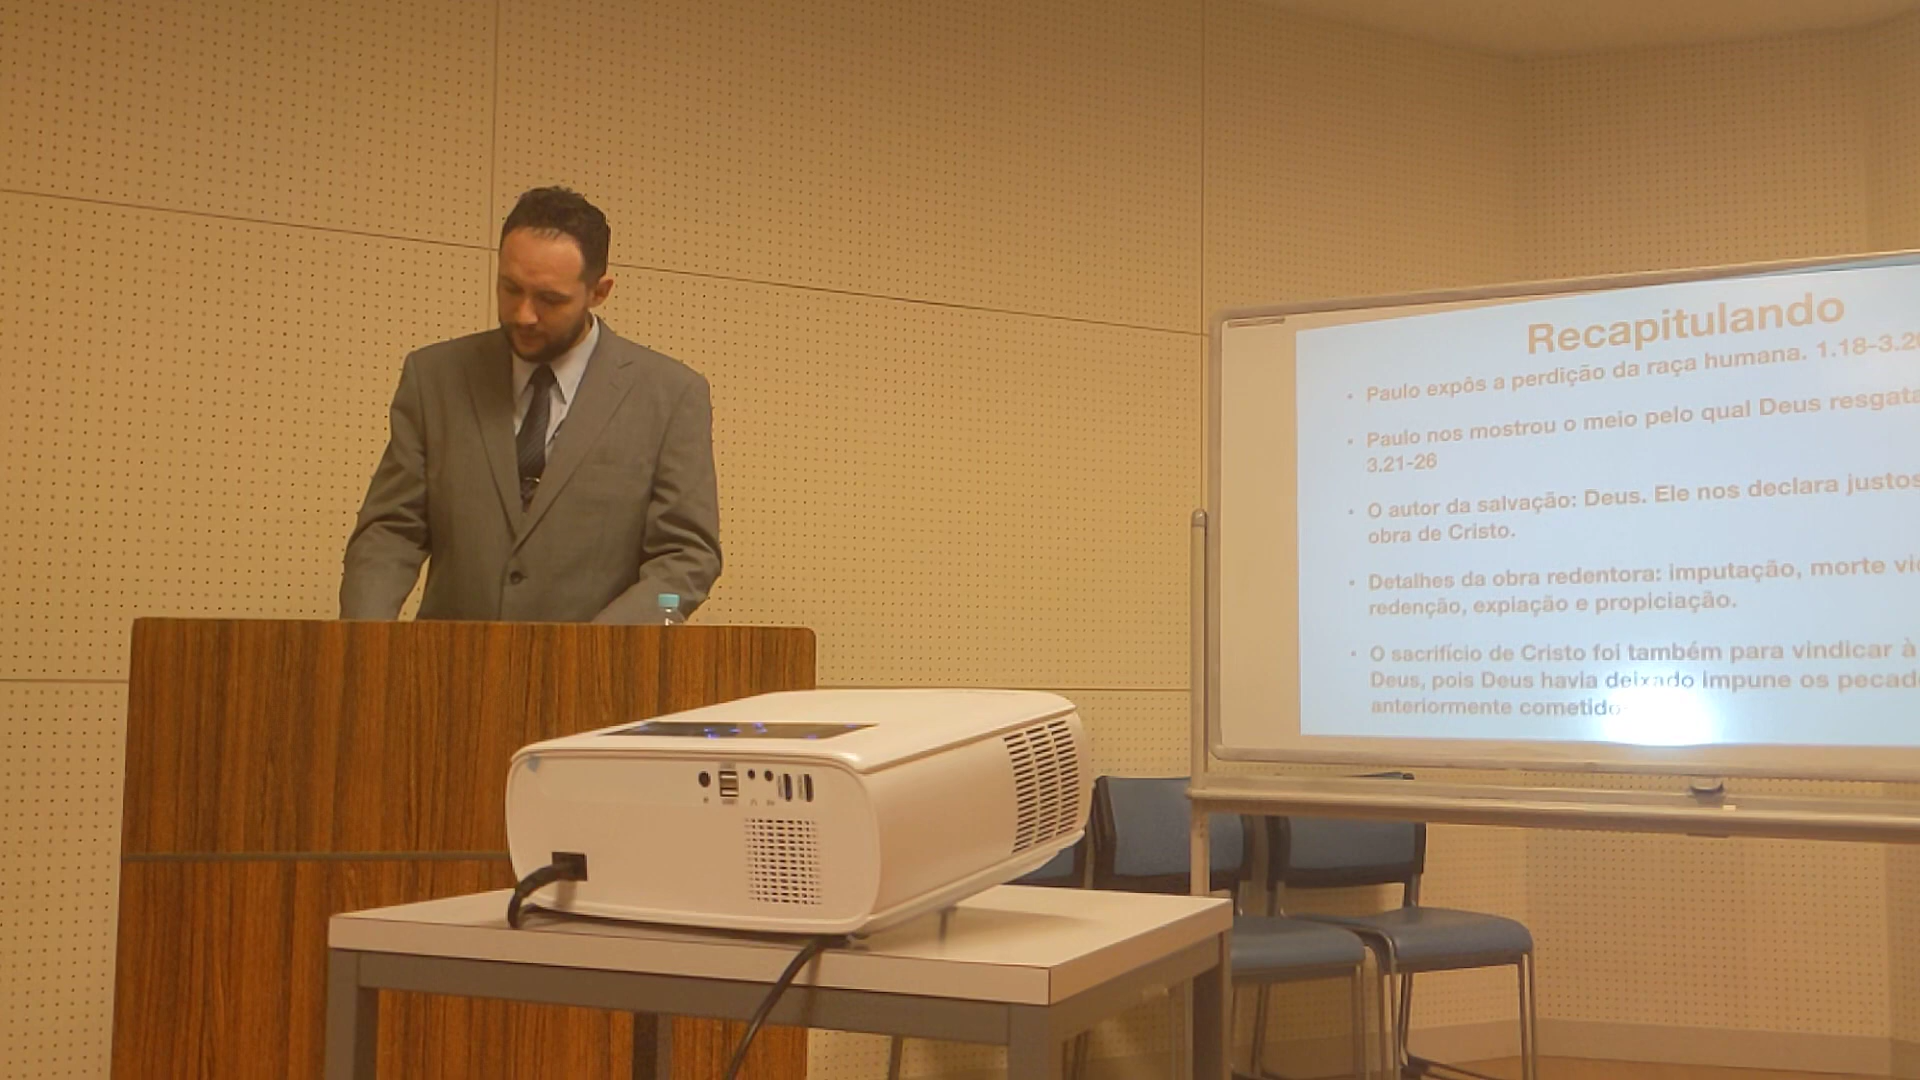 Recapitulando
• Paulo expôs a perdição da raça humana. 1.18-3.2
• Paulo nos mostrou o meio pelo qual Deus resgata
3.21-26
• O autor da salvação: Deus. Ele nos declara justos
obra de Cristo.
• Detalhes da obra redentora: imputação, morte
redenção, expiação e propiciação.
• O sacrifício de Cristo foi também para vindicar à
Deus, pois Deus havia deixado impune os
anteriormente